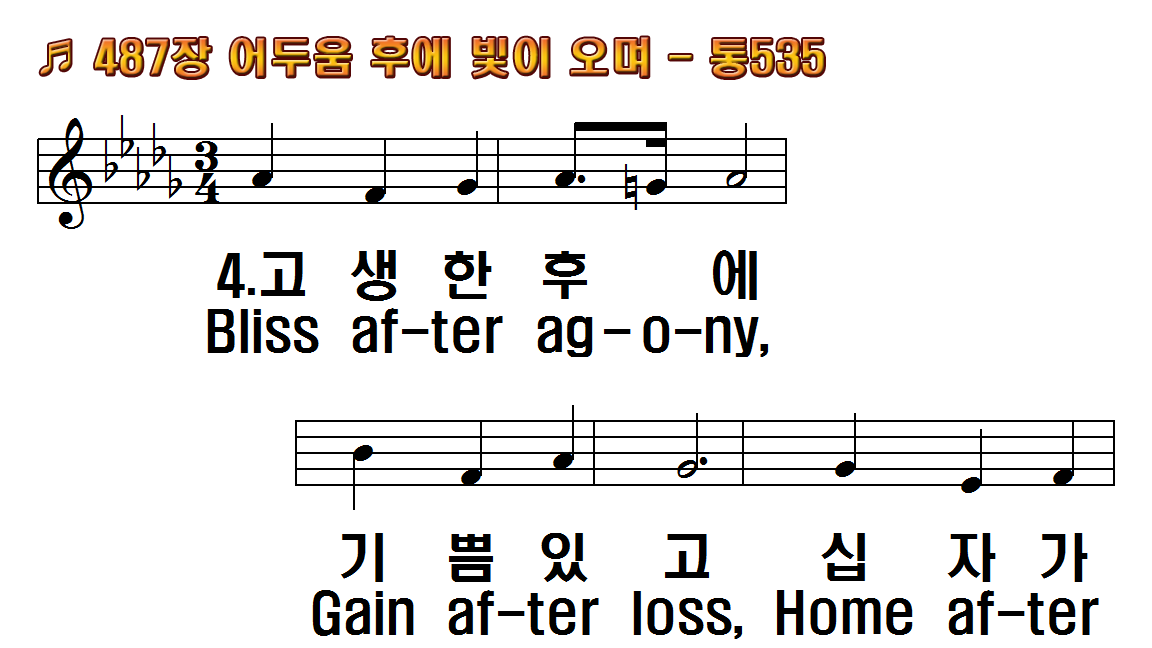 ♬ 487장 어두움 후에 빛이 오며 - 통535
3
4
4.고 생 한 후 에
Bliss af-ter ag-o-ny,
기 쁨 있 고 십 자 가
Gain af-ter loss, Home af-ter